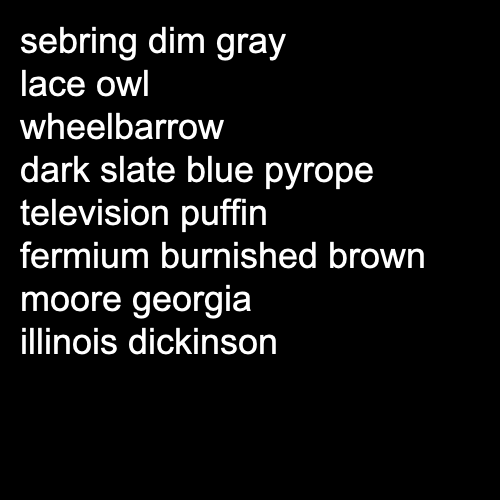 sebring dim gray
lace owl
wheelbarrow
dark slate blue pyrope
television puffin
fermium burnished brown
moore georgia
illinois dickinson